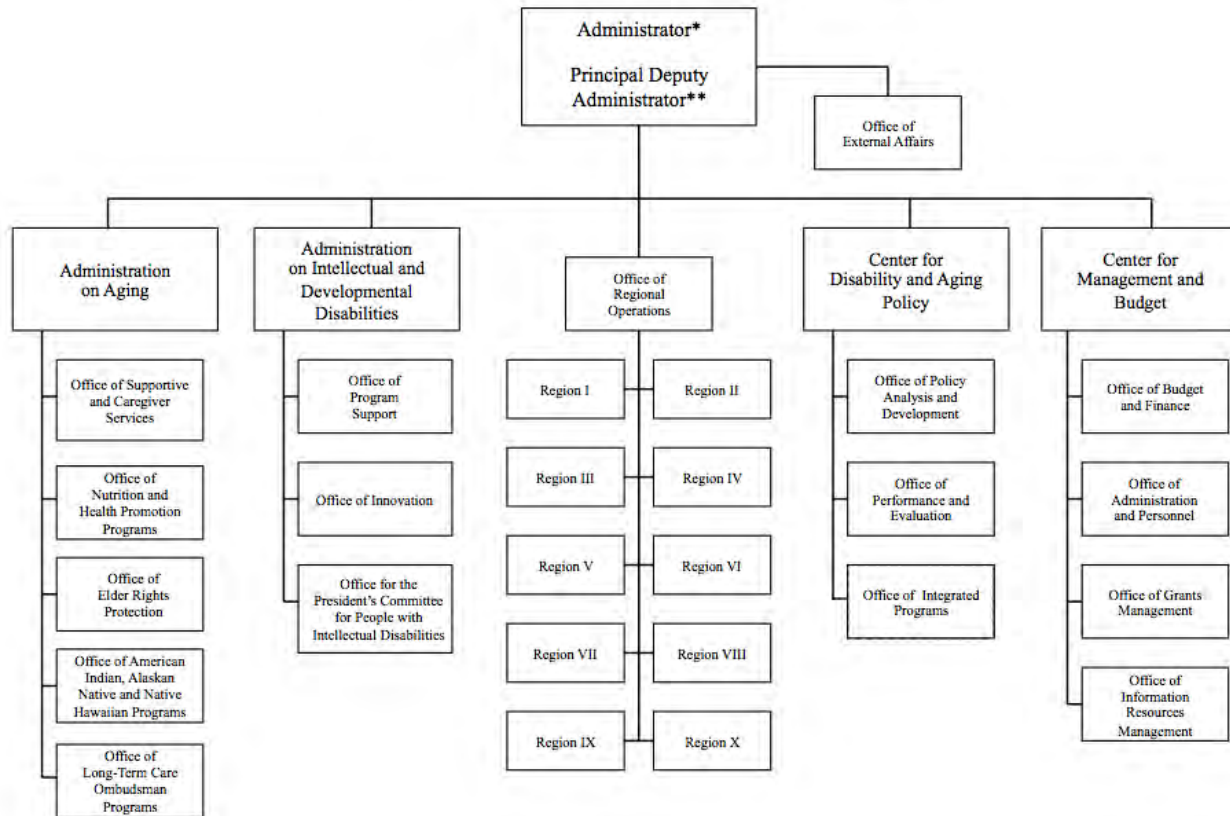 Administrator*
Principal Deputy
Administrator**
Office of
External Affairs
Administration
on Aging
Administration
on Intellectual and
Developmental
Disabilities
Office of
Regional
Operations
Center for
Disability and Aging
Policy
Center for
Management and
Budget
Office of Supportive
and Caregiver
Services
Office of
Nutrition and
Health Promotion
Programs
Office of
Elder Rights
Protection
Office of American
Indian, Alaskan
Native and Native
Hawaiian Programs
Office of
Long-Term Care
Ombudsman
Programs
Office of
Program
Support
Office of Innovation
Office for the
President's Committee
for People with
Intellectual Disabilities
Region I
Region II
Region III
Region IV
Region V
Region VI
Region VII
Region VIII
Region IX
Region X
Office of Policy
Analysis and
Development
Office of
Performance and
Evaluation
Office of Integrated
Programs
Office of Budget
and Finance
Office of
Administration
and Personnel
Office of Grants
Management
Office of
Information
Resources
Management